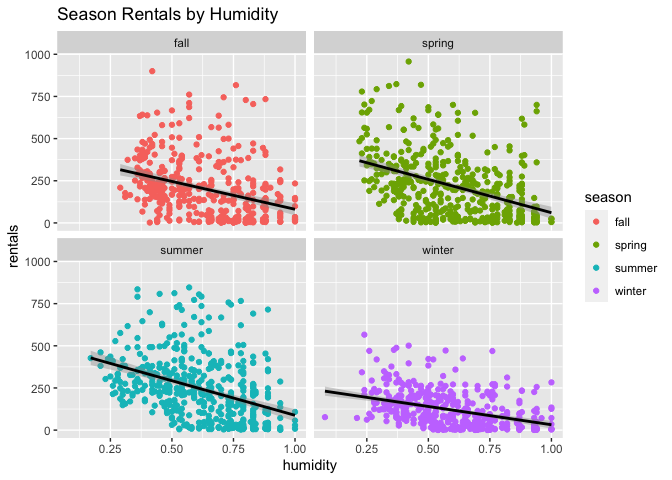 Season Rentals by Humidity
fall
spring
1000
750
500
250
0
summer
winter
1000
750
500
250
0
0.25
0.50
0.75
1.00
0.25
0.50
0.75
1.00
humidity
rentals
season
fall
spring
summer
winter